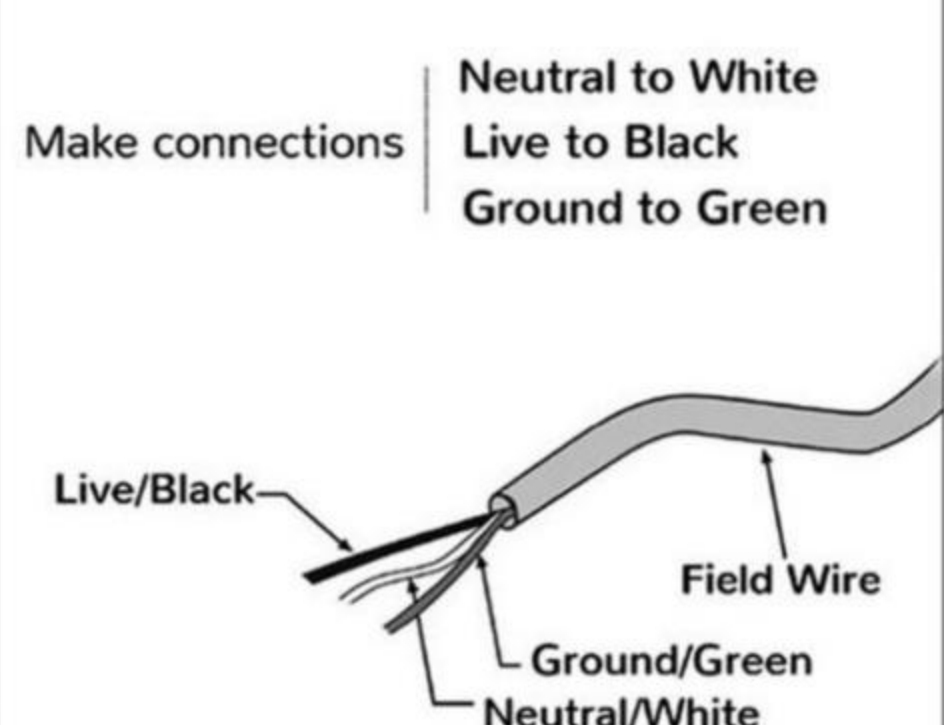 Make connections
Neutral to White
Live to Black
Ground to Green
Live/Black
Field Wire
Ground/Green
Neutral/White